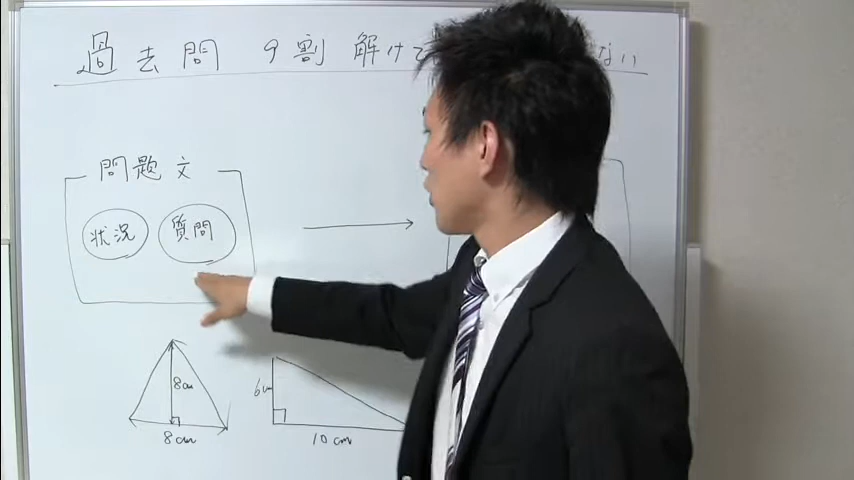 過去問 9割 解けて ない
問題文
状況 質問
8cm
8cm
6cm
10cm